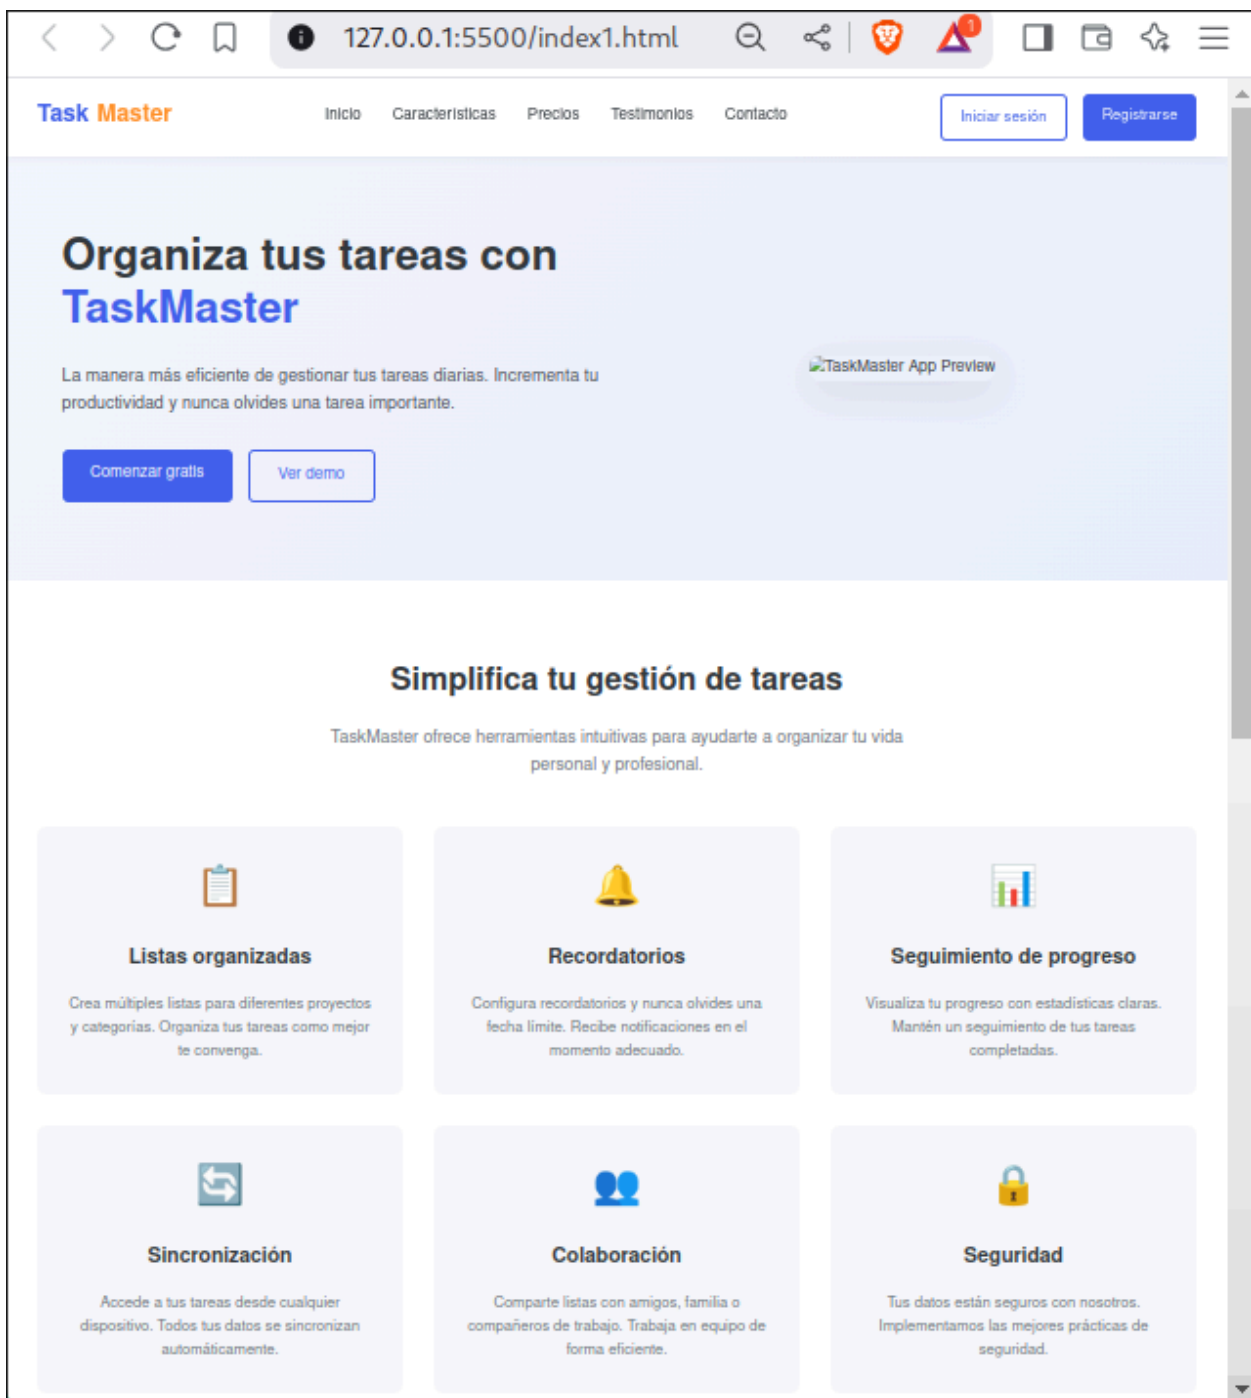 127.0.0.1:5500/index1.html
1
Task Master
Inicio Características Precios Testimonios Contacto
Iniciar sesión
Registrarse
Organiza tus tareas con
TaskMaster
La manera más eficiente de gestionar tus tareas diarias. Incrementa tu
productividad y nunca olvides una tarea importante.
Comenzar gratis
Ver demo
TaskMaster App Preview
Simplifica tu gestión de tareas
TaskMaster ofrece herramientas intuitivas para ayudarte a organizar tu vida
personal y profesional.
Listas organizadas
Crea múltiples listas para diferentes proyectos
y categorías. Organiza tus tareas como mejor
te convenga.
Recordatorios
Configura recordatorios y nunca olvides una
fecha límite. Recibe notificaciones en el
momento adecuado.
Seguimiento de progreso
Visualiza tu progreso con estadísticas claras.
Mantén un seguimiento de tus tareas
completadas.
Sincronización
Accede a tus tareas desde cualquier
dispositivo. Todos tus datos se sincronizan
automáticamente.
Colaboración
Comparte listas con amigos, familia o
compañeros de trabajo. Trabaja en equipo de
forma eficiente.
Seguridad
Tus datos están seguros con nosotros.
Implementamos las mejores prácticas de
seguridad.